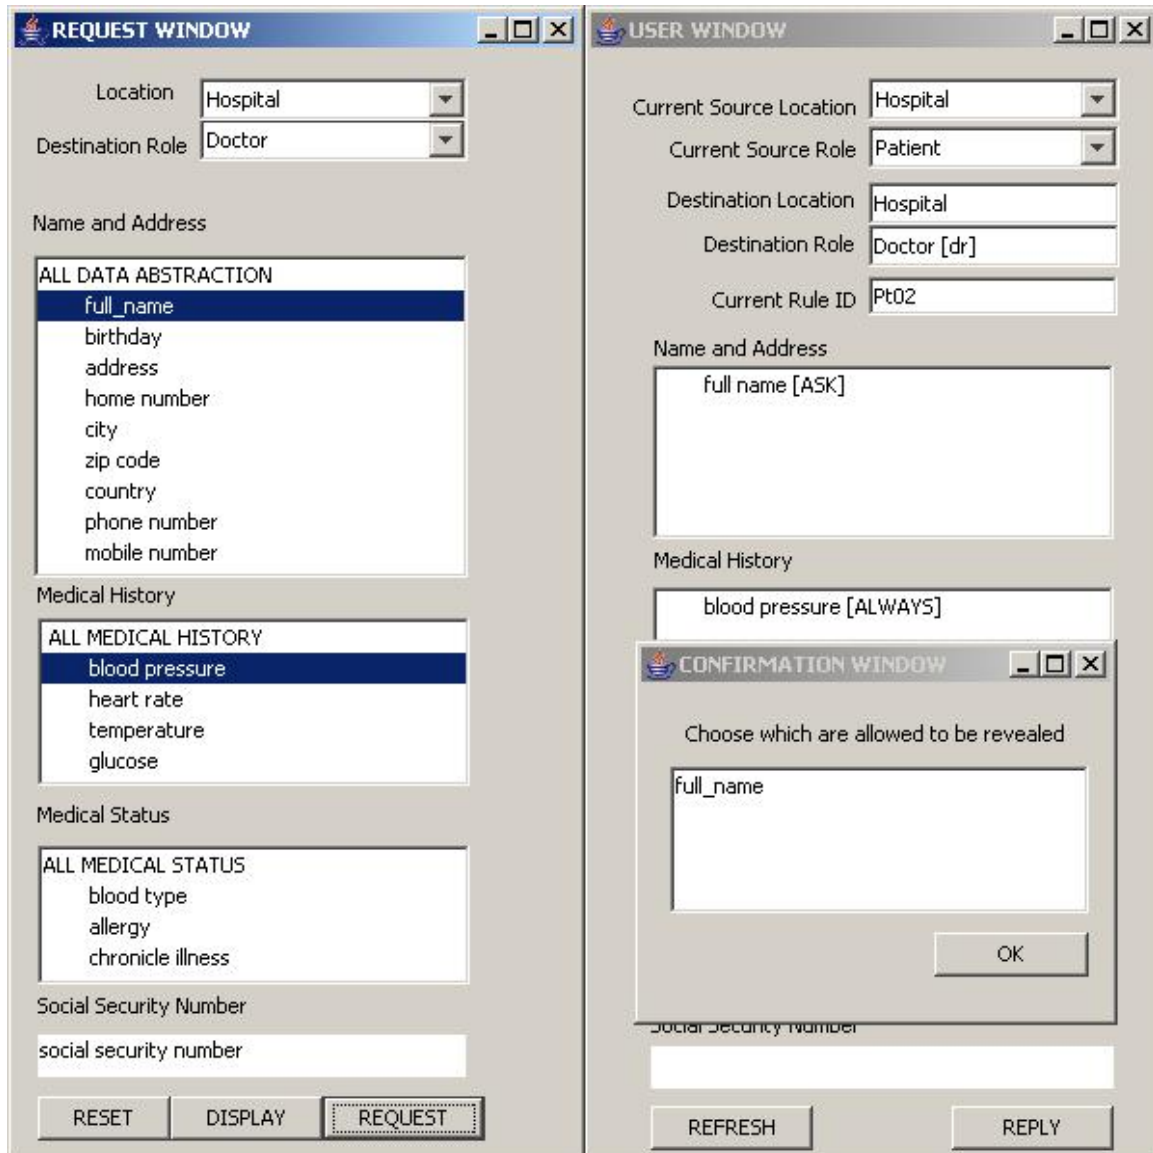 REQUEST WINDOW
Location
Hospital
Destination Role
Doctor
Name and Address
ALL DATA ABSTRACTION
full_name
birthday
address
home number
city
zip code
country
phone number
mobile number
Medical History
ALL MEDICAL HISTORY
blood pressure
heart rate
temperature
glucose
Medical Status
ALL MEDICAL STATUS
blood type
allergy
chronicle illness
Social Security Number
social security number
RESET
DISPLAY
REQUEST
USER WINDOW
Current Source Location
Hospital
Current Source Role
Patient
Destination Location
Hospital
Destination Role
Doctor [dr]
Current Rule ID
Pt02
Name and Address
full name [ASK]
Medical History
blood pressure [ALWAYS]
CONFIRMATION WINDOW
Choose which are allowed to be revealed
full_name
OK
Social Security Number
REFRESH
REPLY